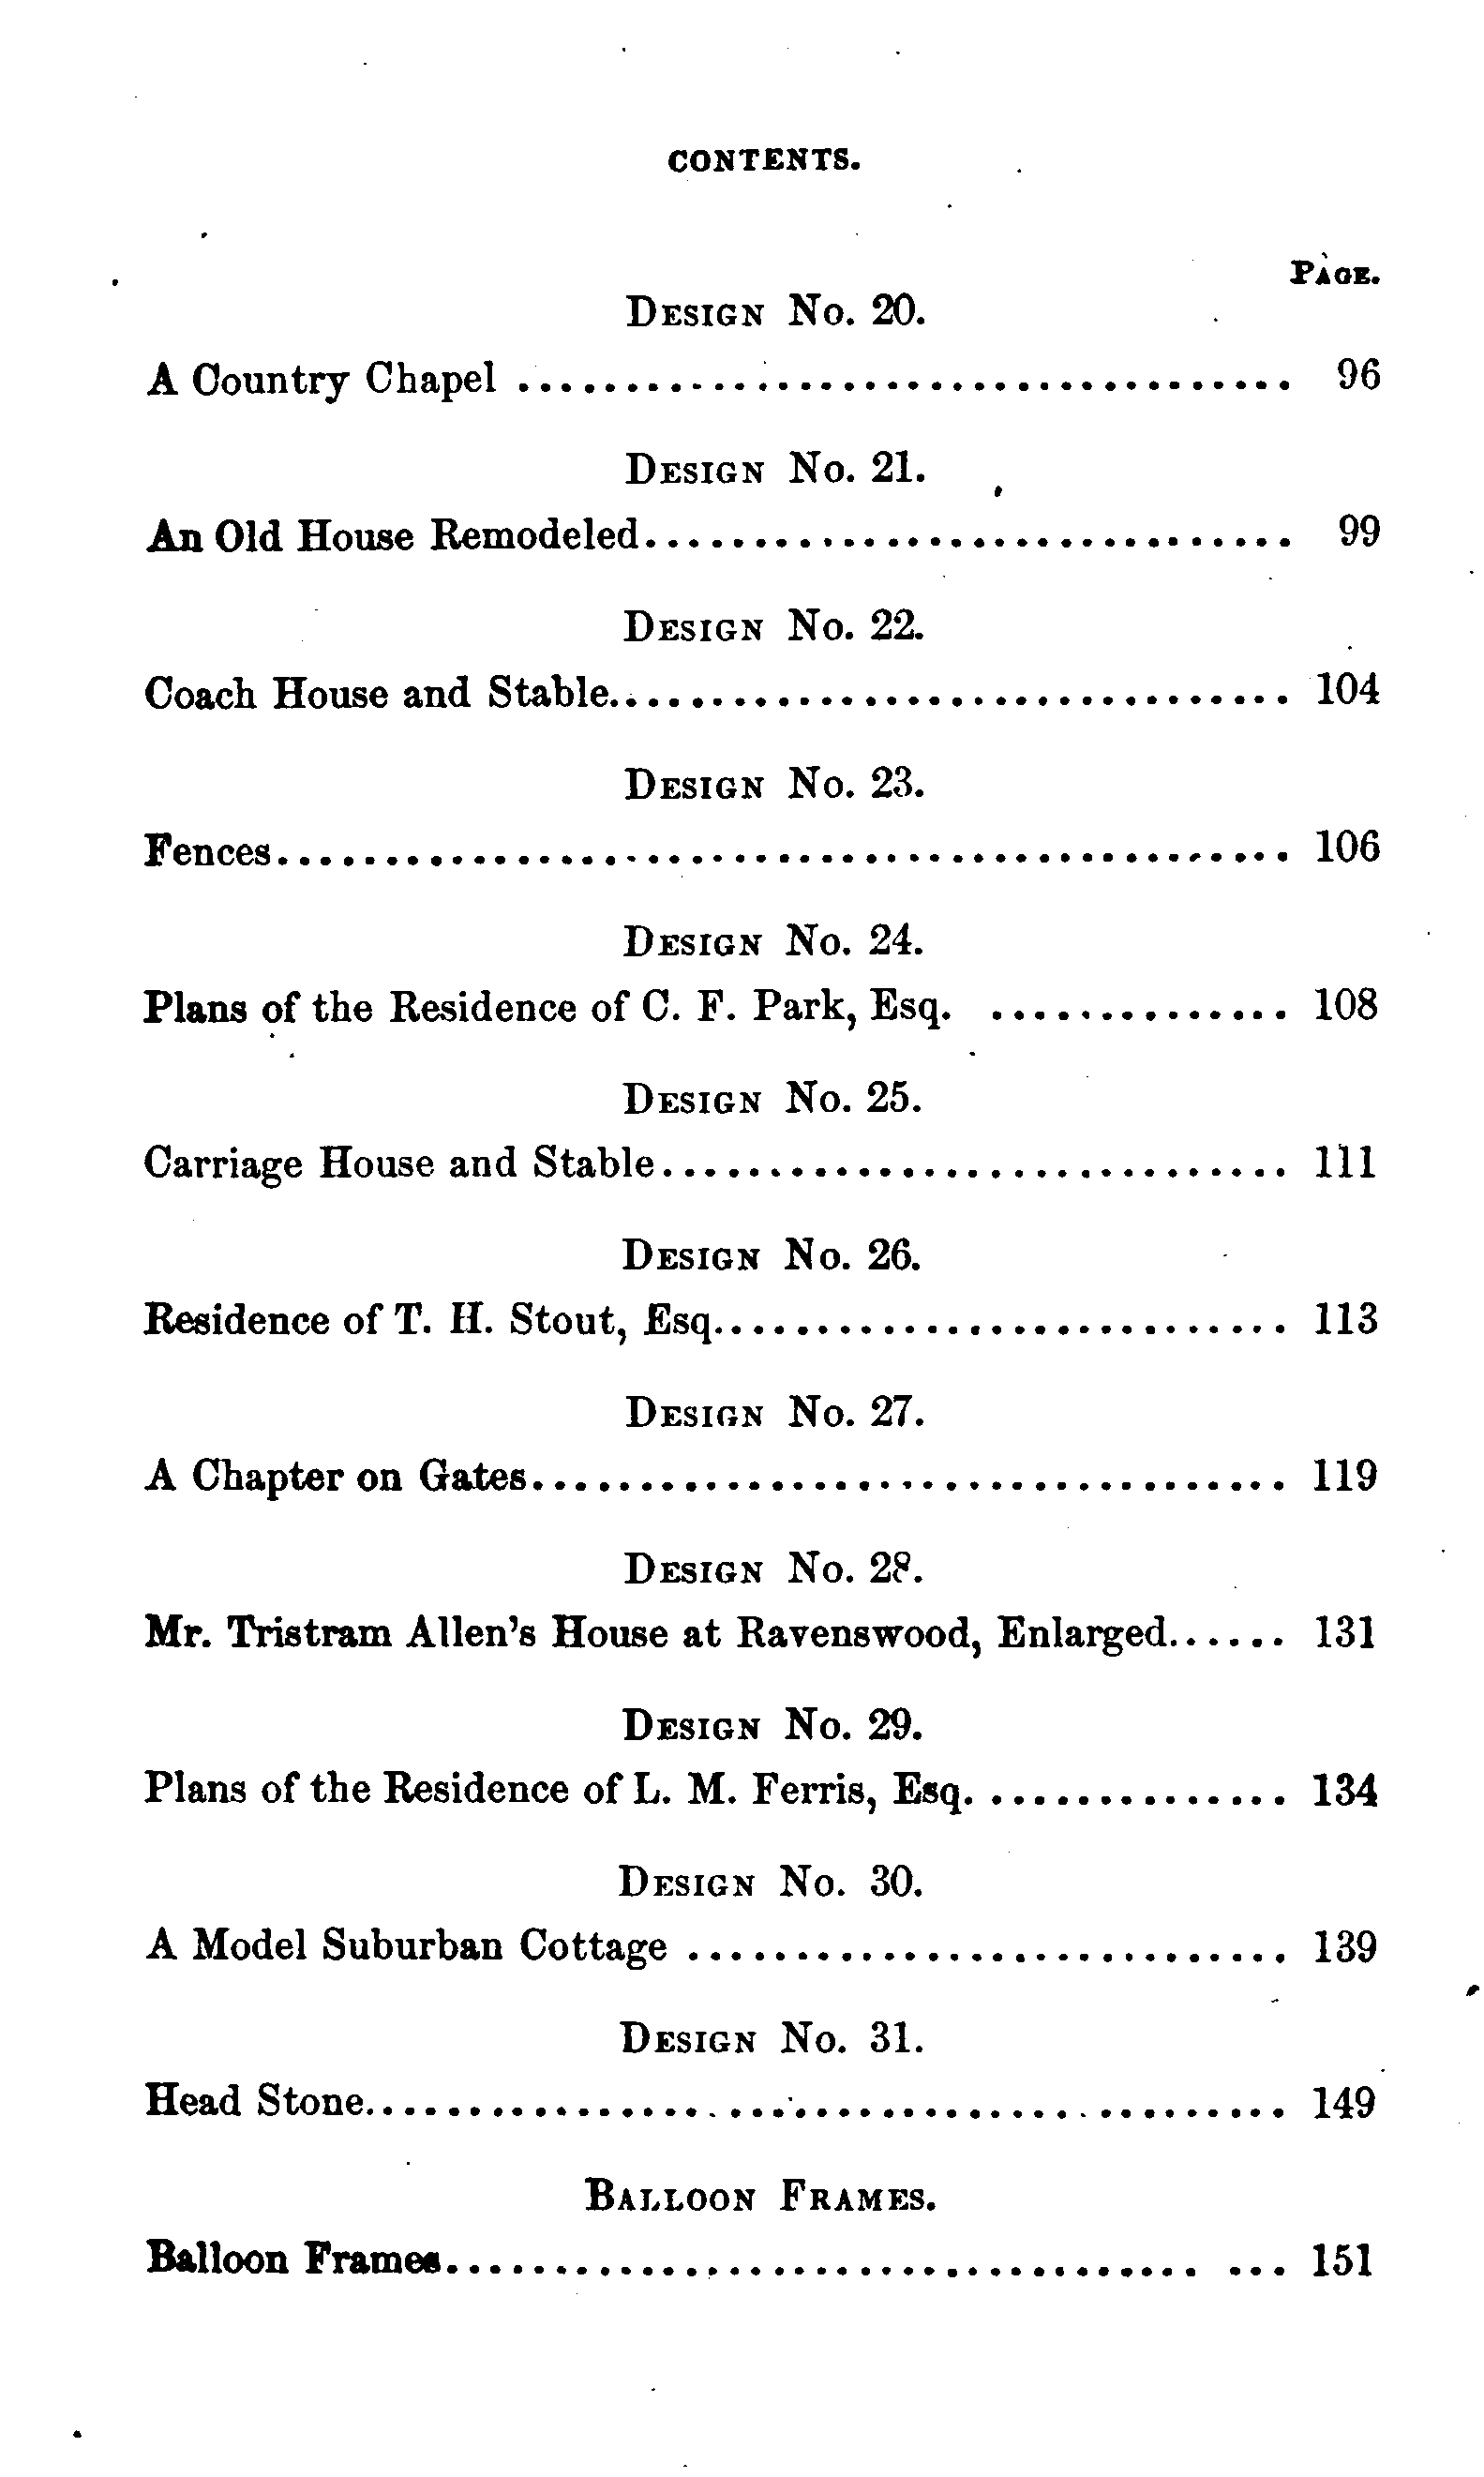 CONTENTS.
PAGE.
DESIGN No. 20.
A Country Chapel .................................... 96
DESIGN No. 21.
An Old House Remodeled.............................. 99
DESIGN No. 22.
Coach House and Stable............................... 104
DESIGN No. 23.
Fences............................................... 106
DESIGN No. 24.
Plans of the Residence of C. F. Park, Esq. .............. 108
DESIGN No. 25.
Carriage House and Stable............................. 111
DESIGN No. 26.
Residence of T. H. Stout, Esq........................... 113
DESIGN No. 27.
A Chapter on Gates................................... 119
DESIGN No. 28.
Mr. Tristram Allen's House at Ravenswood, Enlarged...... 131
DESIGN No. 29.
Plans of the Residence of L. M. Ferris, Esq. .............. 134
DESIGN No. 30.
A Model Suburban Cottage ............................ 139
DESIGN No. 31.
Head Stone........................................... 149
BALLOON FRAMES.
Balloon Frames................................... ... 151